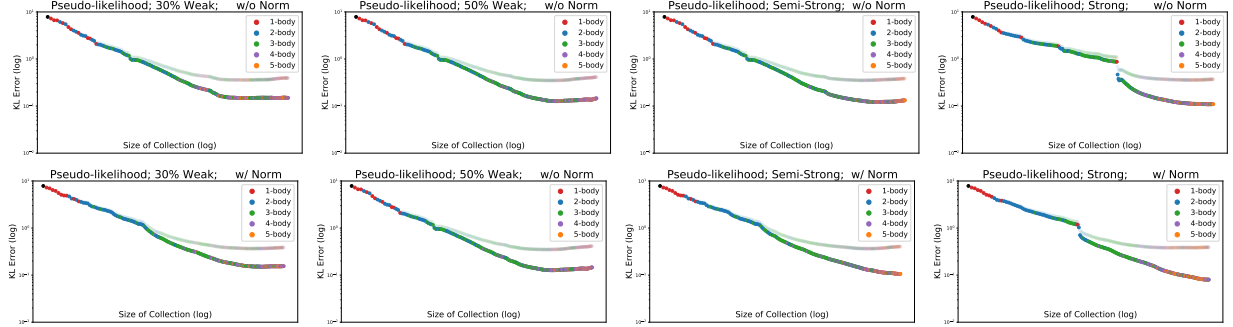 Pseudo-likelihood; 30% Weak; w/o Norm
KL Error (log)
1-body
2-body
3-body
4-body
5-body
Size of Collection (log)
Pseudo-likelihood; 50% Weak; w/o Norm
KL Error (log)
1-body
2-body
3-body
4-body
5-body
Size of Collection (log)
Pseudo-likelihood; Semi-Strong; w/o Norm
KL Error (log)
1-body
2-body
3-body
4-body
5-body
Size of Collection (log)
Pseudo-likelihood; Strong; w/o Norm
KL Error (log)
1-body
2-body
3-body
4-body
5-body
Size of Collection (log)
Pseudo-likelihood; 30% Weak; w/ Norm
KL Error (log)
1-body
2-body
3-body
4-body
5-body
Size of Collection (log)
Pseudo-likelihood; 50% Weak; w/o Norm
KL Error (log)
1-body
2-body
3-body
4-body
5-body
Size of Collection (log)
Pseudo-likelihood; Semi-Strong; w/ Norm
KL Error (log)
1-body
2-body
3-body
4-body
5-body
Size of Collection (log)
Pseudo-likelihood; Strong; w/ Norm
KL Error (log)
1-body
2-body
3-body
4-body
5-body
Size of Collection (log)